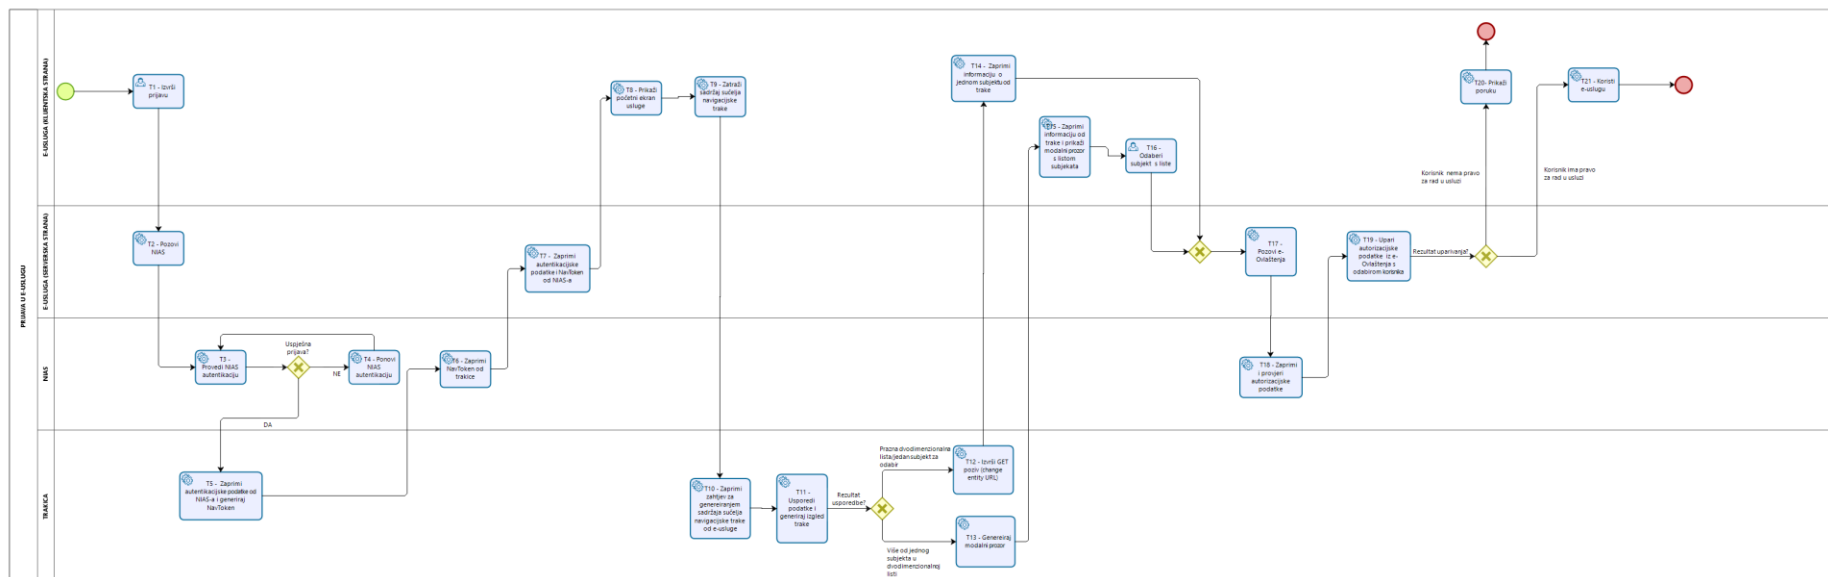 PRIJAVA U E-USLUGU
E-USLUGA (KLIJENTSKA STRANA)
T1 - Izvrši
prijavu
T8 - Prikaži
početni ekran
usluge
T9 - Zatraži
sadržaj sučelja
navigacijske
trake
T14 - Zaprimi
informaciju o
jednom subjektu od
trake
T15 - Zaprimi
informaciju od
trake i prikaži
modalni prozor
s listom
subjekata
T16 -
Odaberi
subjekt s liste
T20- Prikaži
poruku
T21 - Koristi
e-uslugu
Korisnik nema pravo
za rad u usluzi
Korisnik ima pravo
za rad u usluzi
E-USLUGA (SERVERSKA STRANA)
T2 - Pozovi
NIAS
T7 - Zaprimi
autentikacijske
podatke i NavToken
od NIAS-a
T17 -
Pozovi e-
Ovlaštenja
T19 - Upari
autorizacijske
podatke iz e-
Ovlaštenja s
odabirom korisnika
Rezultat uparivanja?
NIAS
T3 -
Provedi NIAS
autentikaciju
Uspješna
prijava?
NE
T4 - Ponovi
NIAS
autentikaciju
DA
T6 - Zaprimi
NavToken od
trakice
T18 - Zaprimi
i provjeri
autorizacijske
podatke
TRAKICA
T5 - Zaprimi
autentikacijske podatke od
NIAS-a i generiraj
NavToken
T10 - Zaprimi
zahtjev za
genereiranjem
sadržaja sučelja
navigacijske trake
od e-usluge
T11 -
Usporedi
podatke i
generiraj izgled
trake
Rezultat
usporedbe?
Prazna dvodimenzionalna
lista/jedan subjekt za
odabir
T12 - Izvrši GET
poziv (change
entity URL)
T13 - Genereiraj
modalni prozor
Više od jednog
subjekta u
dvodimenzionalnoj
listi